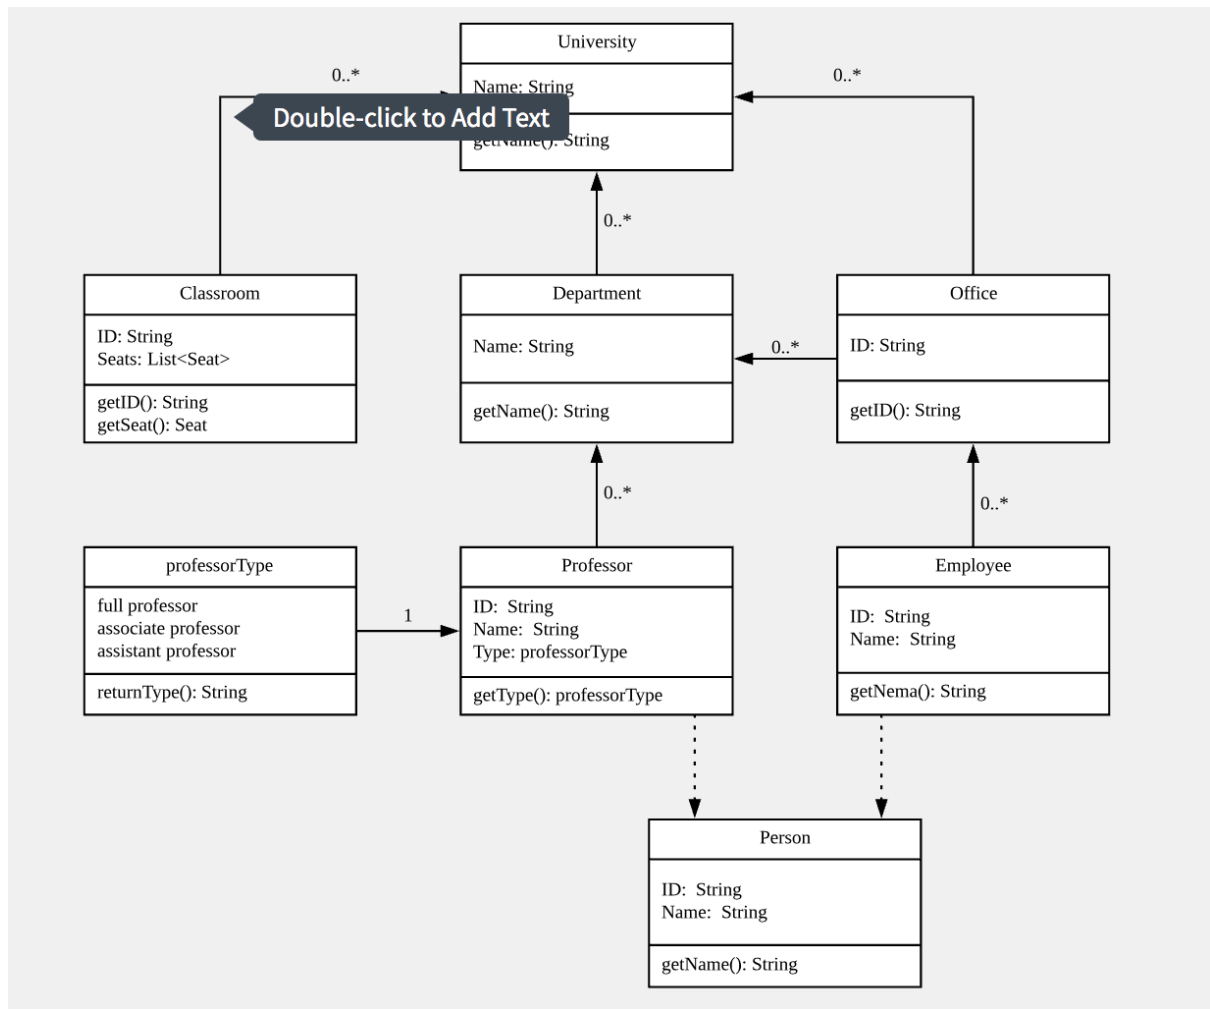 University
0..*
0..*
Name: String
Double-click to Add Text
getName(): String
0..*
Classroom
Department
Office
ID: String
Seats: List<Seat>
Name: String
0..*
ID: String
getID(): String
getSeat(): Seat
getName(): String
getID(): String
0..*
0..*
professorType
Professor
Employee
full professor
associate professor
assistant professor
1
ID: String
Name: String
Type: professorType
ID: String
Name: String
returnType(): String
getType(): professorType
getNema(): String
Person
ID: String
Name: String
getName(): String